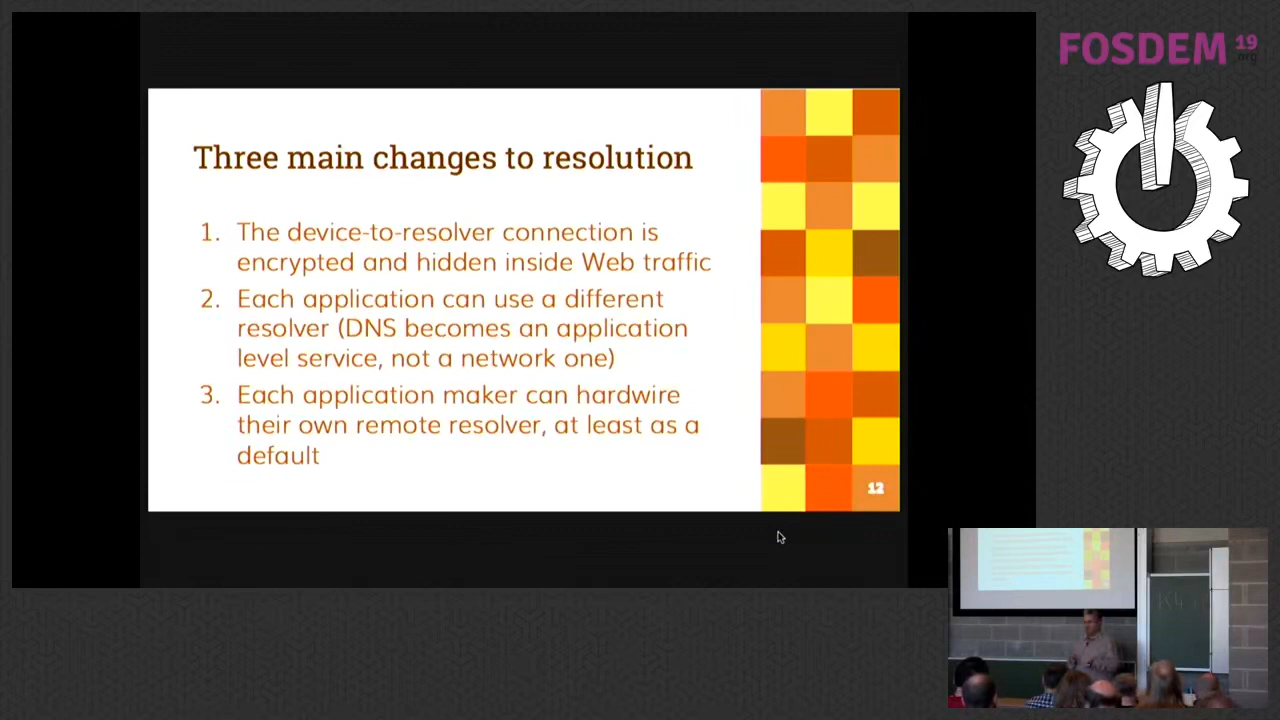 FOSDEM 19
.org
Three main changes to resolution
1. The device-to-resolver connection is
encrypted and hidden inside Web traffic
2. Each application can use a different
resolver (DNS becomes an application
level service, not a network one)
3. Each application maker can hardwire
their own remote resolver, at least as a
default
12